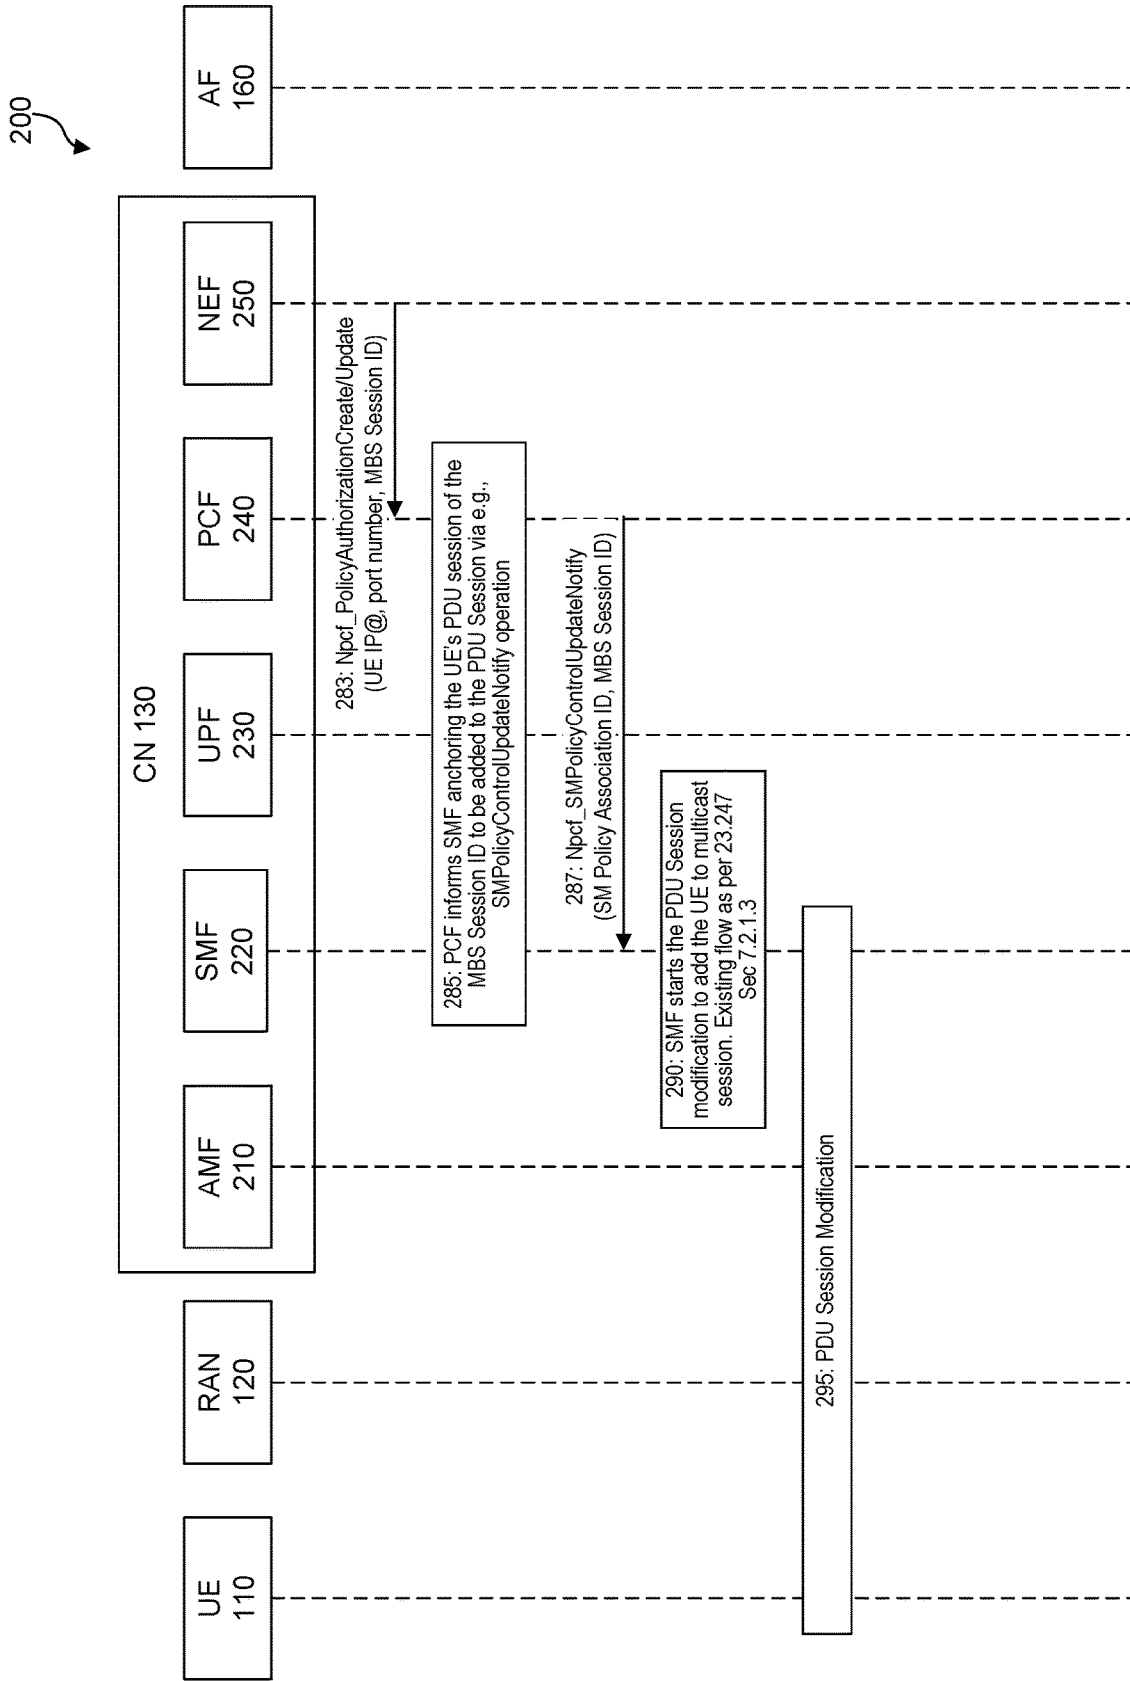 200
CN 130
UE
110
RAN
120
AMF
210
SMF
220
UPF
230
PCF
240
NEF
250
AF
160
283: Npcf_PolicyAuthorizationCreate/Update
(UE IP@, port number, MBS Session ID)
285: PCF informs SMF anchoring the UE's PDU session of the
MBS Session ID to be added to the PDU Session via e.g.,
SMPolicyControlUpdateNotify operation
287: Npcf_SMPolicyControlUpdateNotify
(SM Policy Association ID, MBS Session ID)
290: SMF starts the PDU Session
modification to add the UE to multicast
session. Existing flow as per 23.247
Sec 7.2.1.3
295: PDU Session Modification